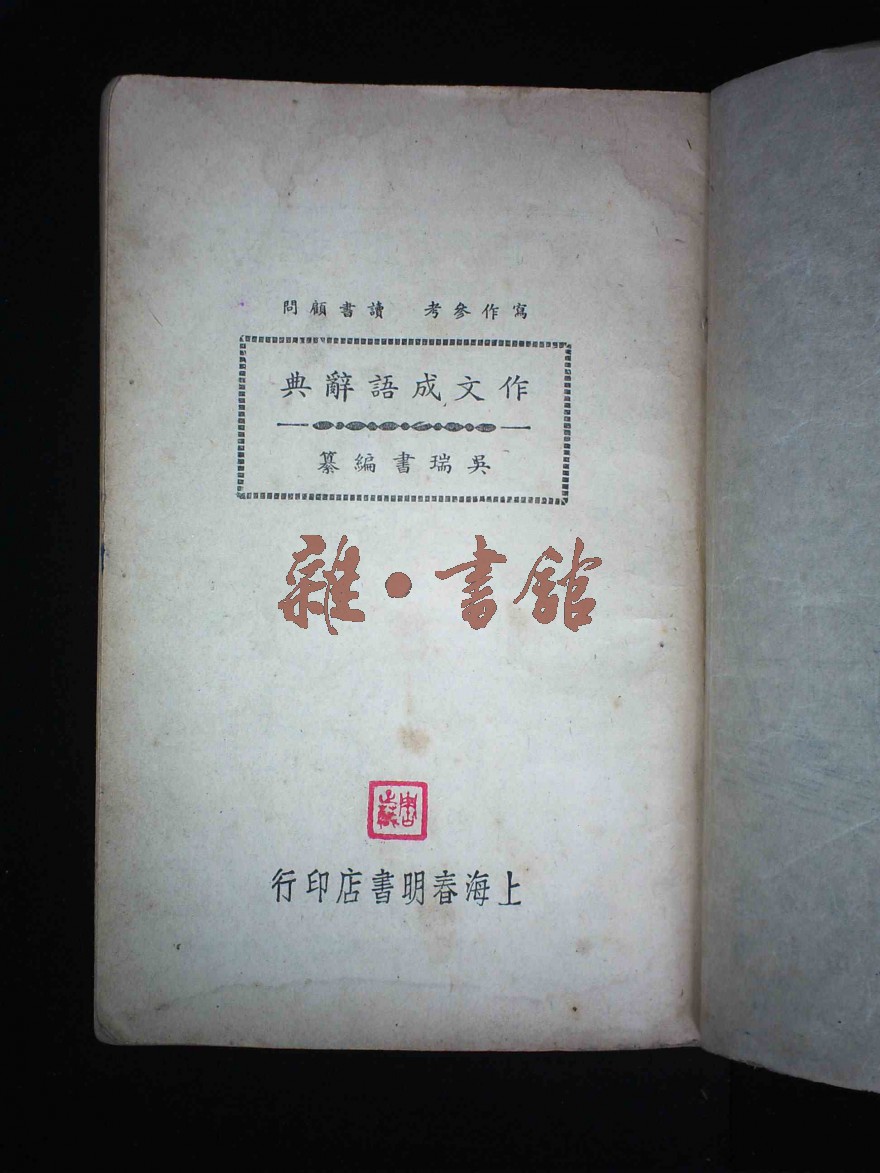 寫作參考 讀書顧問
作文成語辭典
吳瑞書編纂
雜·書館
上海春明書店印行